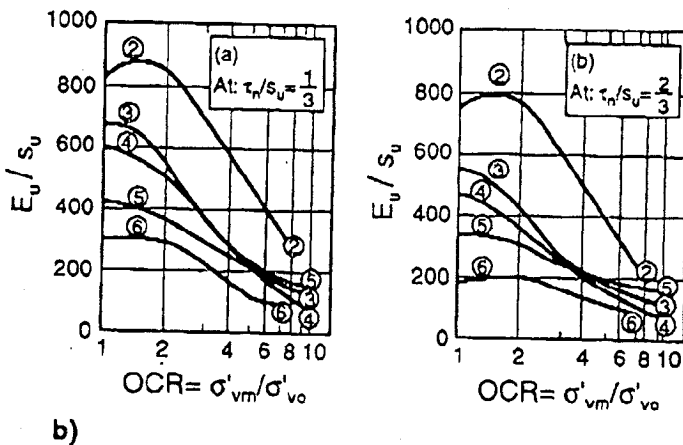 1000
800
600
400
200
0
E_u / s_u
②
③
④
⑤
⑥
②
⑤
③
④
⑥
(a)
At: τ_n/s_u = 1/3
1 2 4 6 8 10
OCR = σ'_vm/σ'_vo
1000
800
600
400
200
0
E_u / s_u
②
③
④
⑤
⑥
②
⑤
③
④
⑥
(b)
At: τ_n/s_u = 2/3
1 2 4 6 8 10
OCR = σ'_vm/σ'_vo
b)